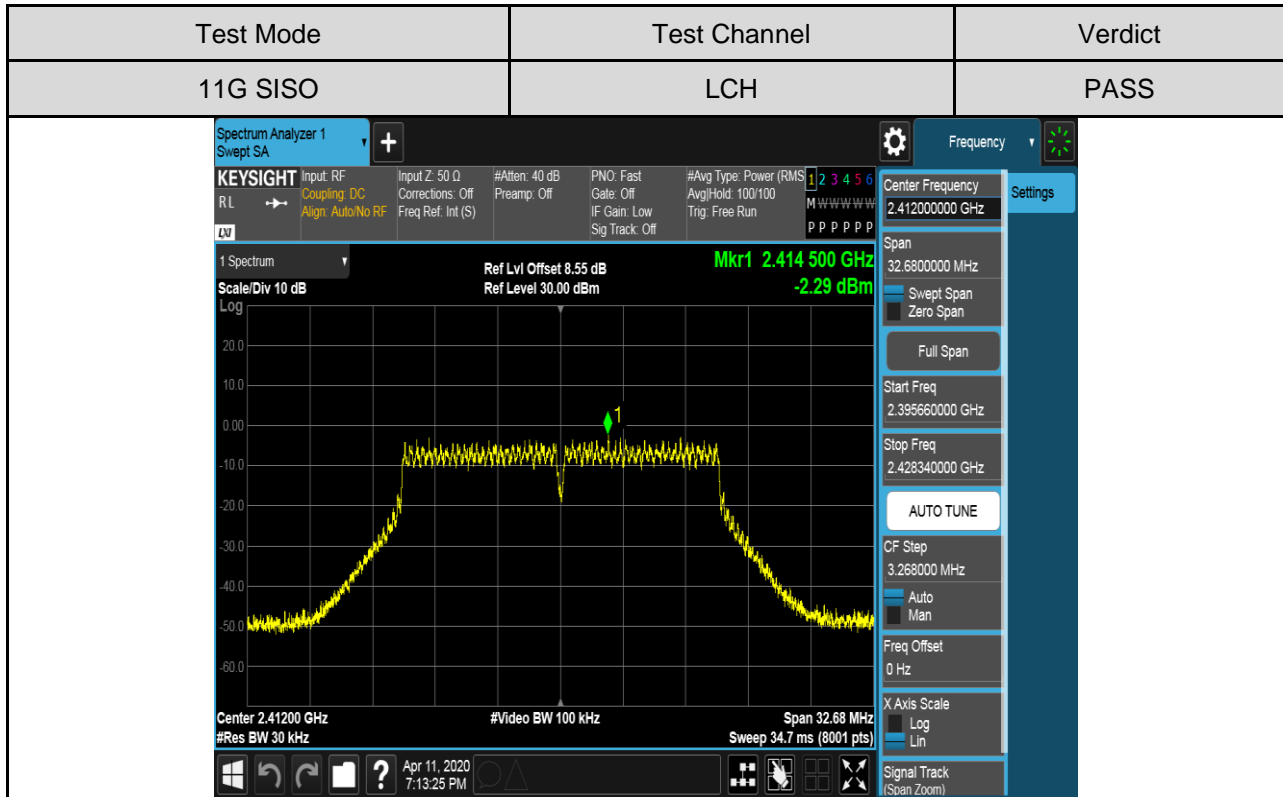 Test Mode Test Channel Verdict
11G SISO LCH PASS
Spectrum Analyzer 1
Swept SA
Frequency
KEYSIGHT Input: RF Input Z: 50 Ω #Atten: 40 dB PNO: Fast #Avg Type: Power (RMS 1 2 3 4 5 6
Coupling: DC Corrections: Off Preamp: Off Gate: Off Avg|Hold: 100/100 M W W W W W
RL Align: Auto/No RF Freq Ref: Int (S) IF Gain: Low Trig: Free Run
LXI Sig Track: Off P P P P P P
1 Spectrum
Ref Lvl Offset 8.55 dB Mkr1 2.414 500 GHz
Scale/Div 10 dB Ref Level 30.00 dBm -2.29 dBm
Log
20.0
10.0
0.00
1
-10.0
-20.0
-30.0
-40.0
-50.0
-60.0
Center 2.41200 GHz #Video BW 100 kHz Span 32.68 MHz
#Res BW 30 kHz Sweep 34.7 ms (8001 pts)
Apr 11, 2020
7:13:25 PM
Center Frequency
2.412000000 GHz
Settings
Span
32.6800000 MHz
Swept Span
Zero Span
Full Span
Start Freq
2.395660000 GHz
Stop Freq
2.428340000 GHz
AUTO TUNE
CF Step
3.268000 MHz
Auto
Man
Freq Offset
0 Hz
X Axis Scale
Log
Lin
Signal Track
(Span Zoom)